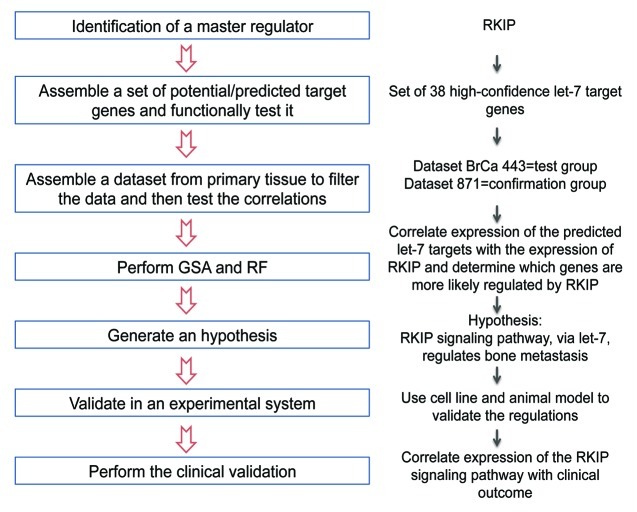 Identification of a master regulator
RKIP
Assemble a set of potential/predicted target
genes and functionally test it
Set of 38 high-confidence let-7 target
genes
Assemble a dataset from primary tissue to filter
the data and then test the correlations
Dataset BrCa 443=test group
Dataset 871=confirmation group
Perform GSA and RF
Correlate expression of the predicted
let-7 targets with the expression of
RKIP and determine which genes are
more likely regulated by RKIP
Generate an hypothesis
Hypothesis:
RKIP signaling pathway, via let-7,
regulates bone metastasis
Validate in an experimental system
Use cell line and animal model to
validate the regulations
Perform the clinical validation
Correlate expression of the RKIP
signaling pathway with clinical
outcome